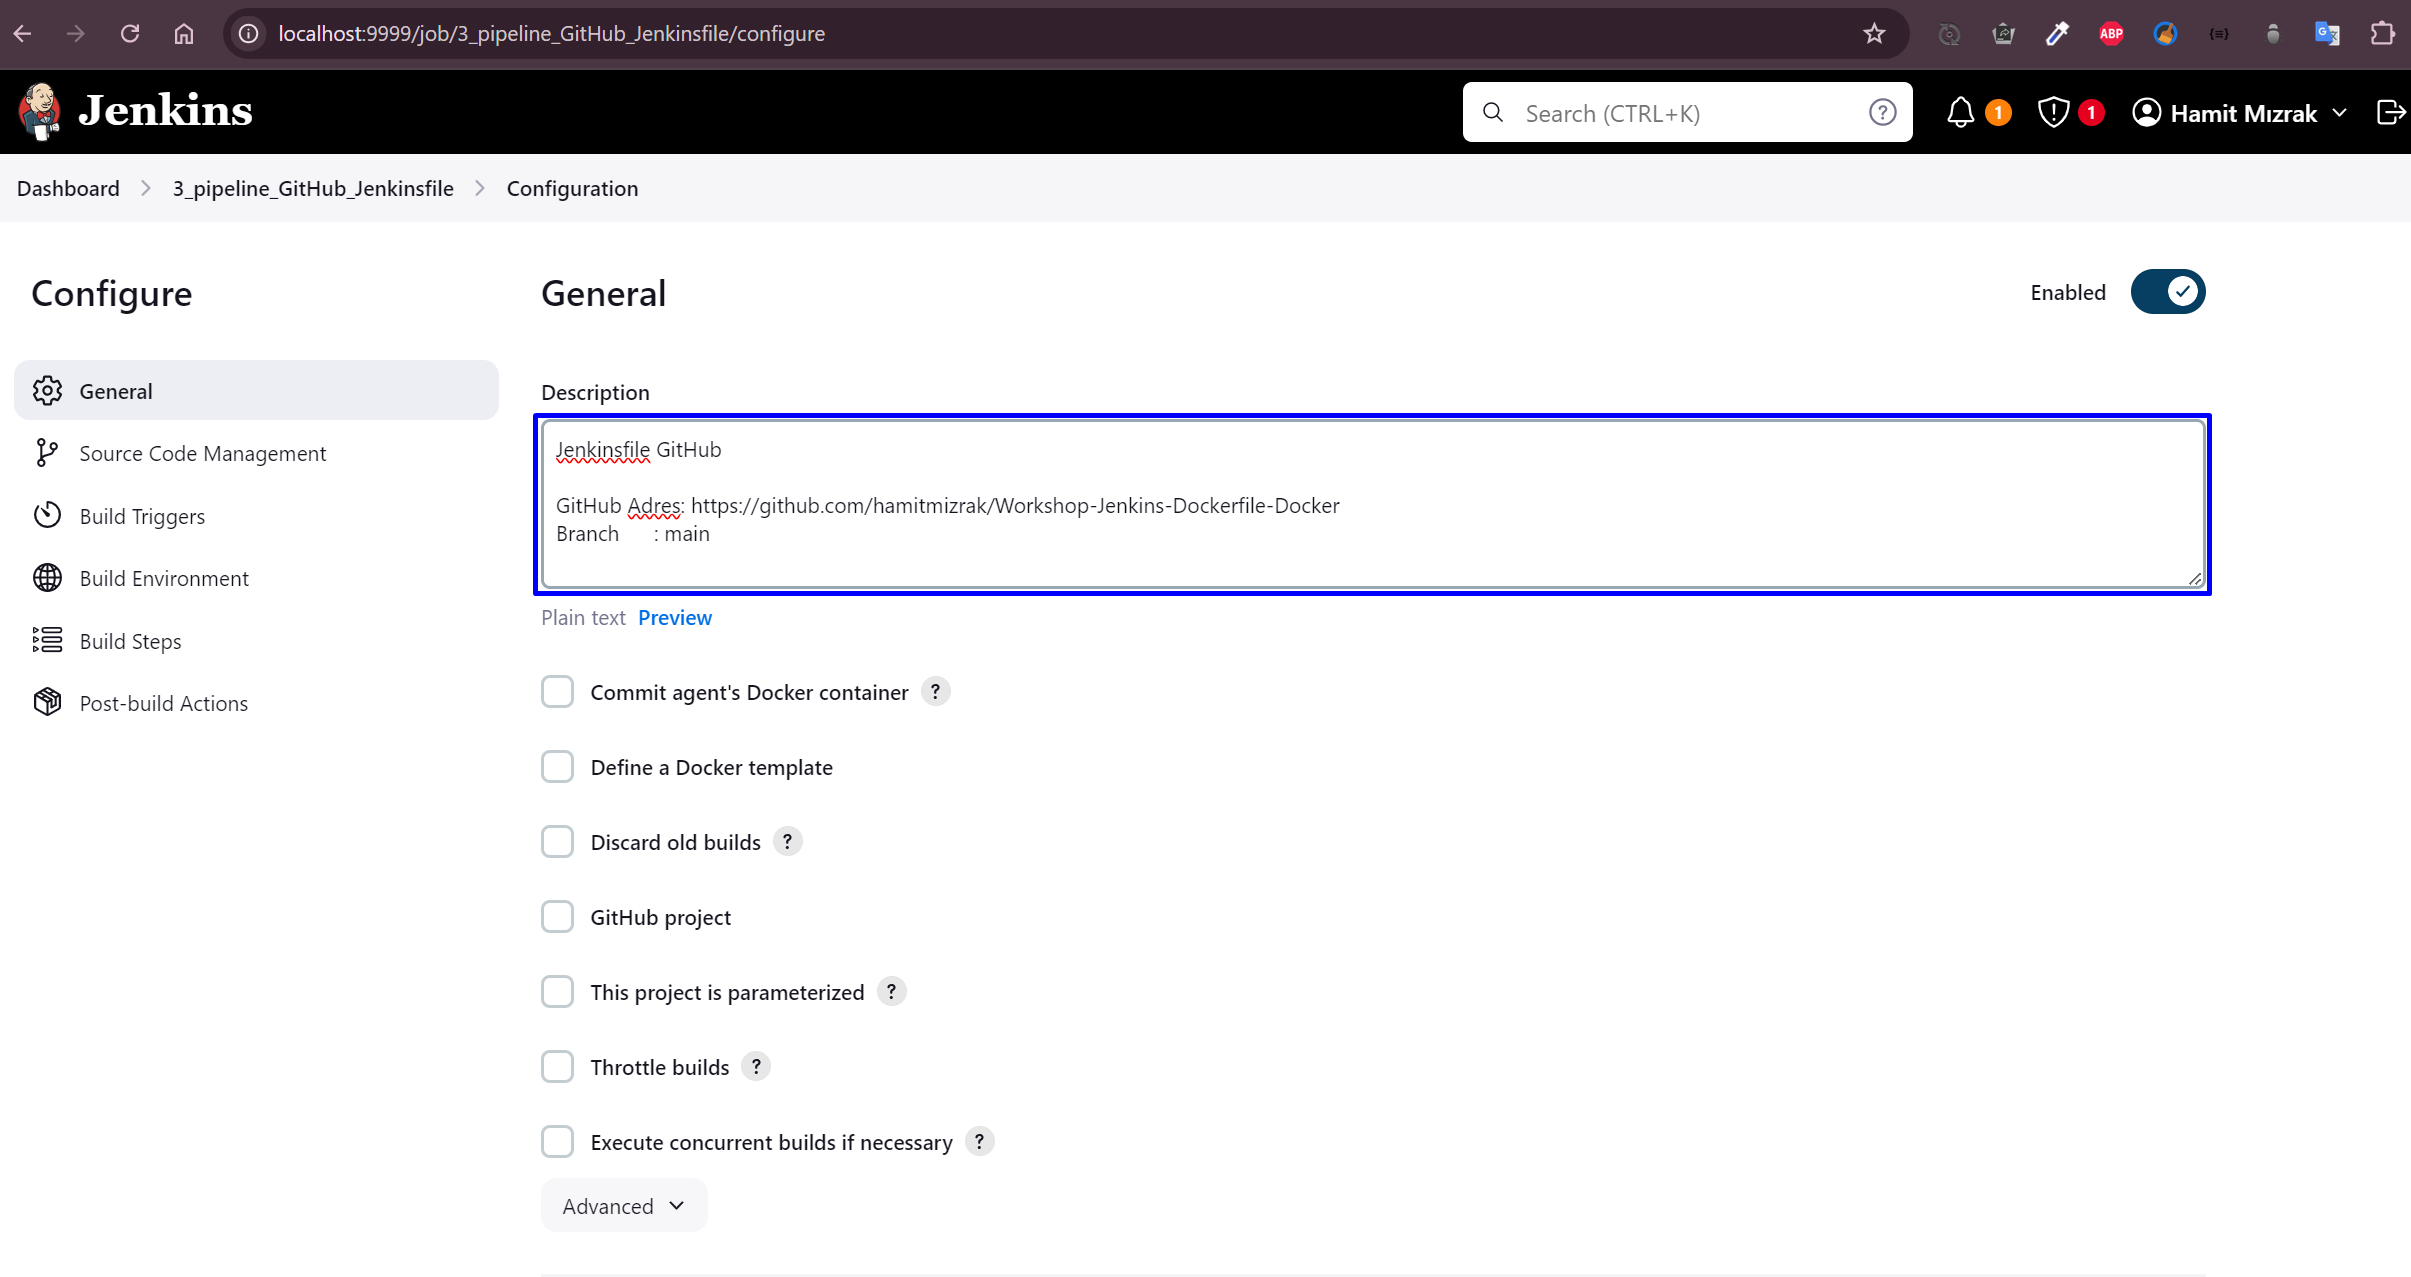 localhost:9999/job/3_pipeline_GitHub_Jenkinsfile/configure
ABP
Jenkins
Search (CTRL+K)
?
1
1
Hamit Mızrak
Dashboard > 3_pipeline_GitHub_Jenkinsfile > Configuration
Configure
General
Source Code Management
Build Triggers
Build Environment
Build Steps
Post-build Actions
General
Enabled
Description
Jenkinsfile GitHub
GitHub Adres: https://github.com/hamitmizrak/Workshop-Jenkins-Dockerfile-Docker
Branch      : main
Plain text Preview
Commit agent's Docker container ?
Define a Docker template
Discard old builds ?
GitHub project
This project is parameterized ?
Throttle builds ?
Execute concurrent builds if necessary ?
Advanced